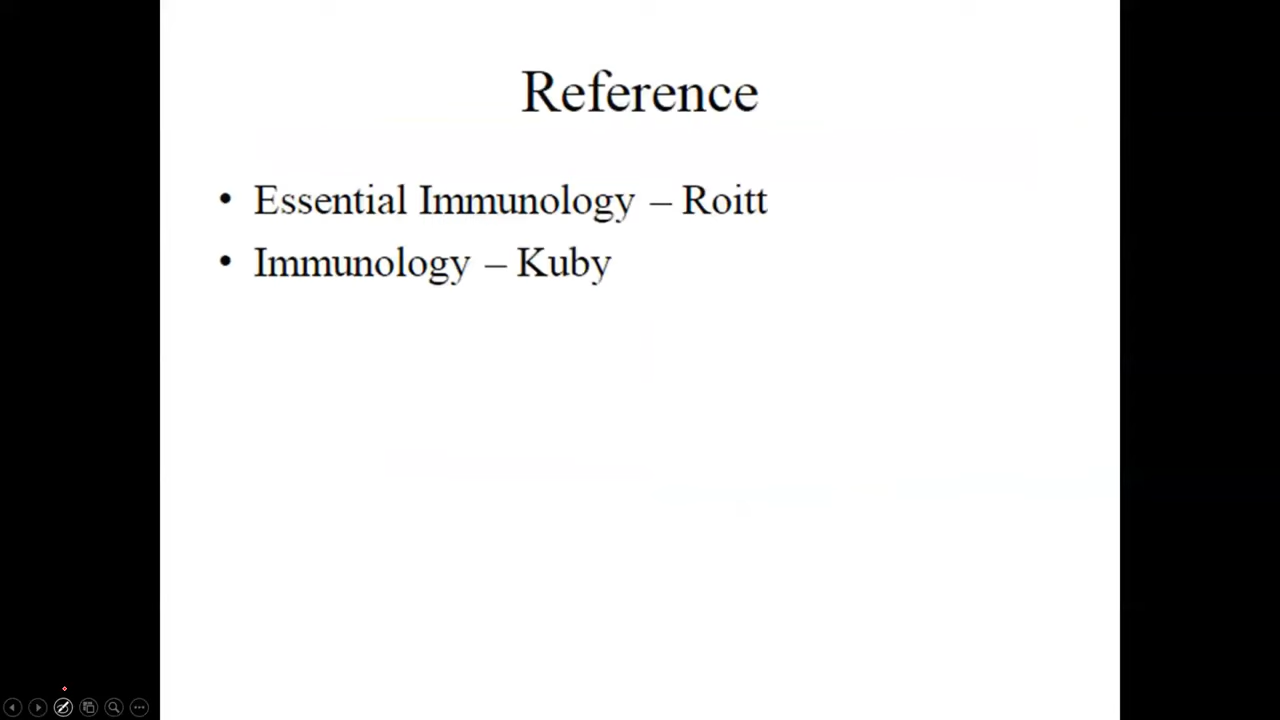 Reference
• Essential Immunology – Roitt
• Immunology – Kuby